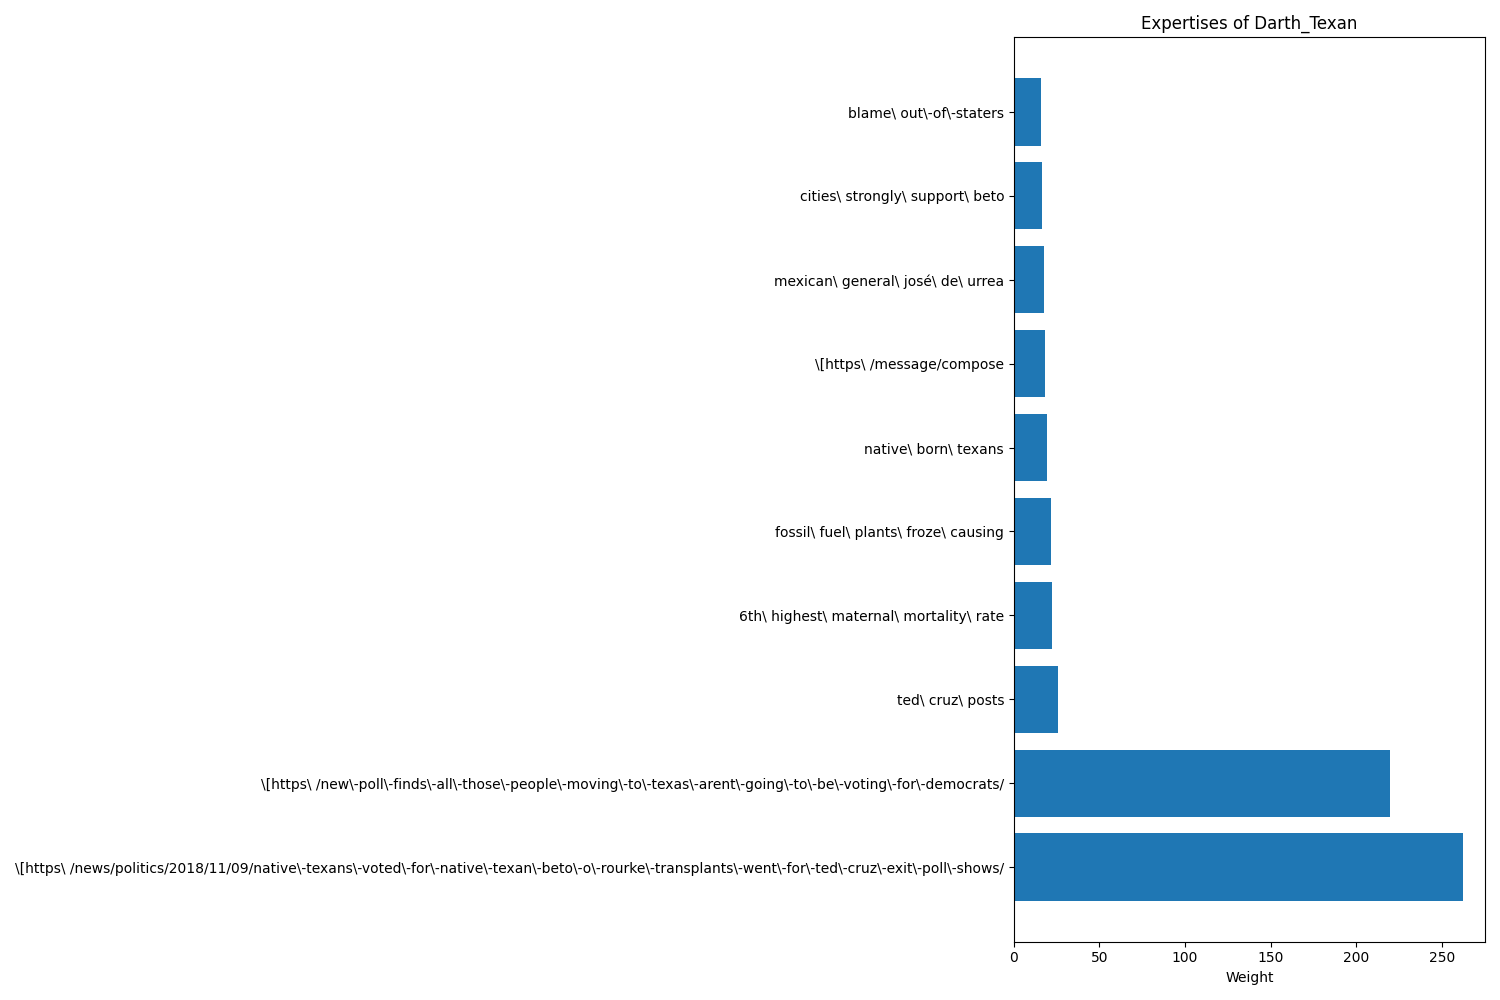 Expertises of Darth_Texan
blame\ out\-of\-staters
cities\ strongly\ support\ beto
mexican\ general\ josé\ de\ urrea
\[https\ /message/compose
native\ born\ texans
fossil\ fuel\ plants\ froze\ causing
6th\ highest\ maternal\ mortality\ rate
ted\ cruz\ posts
\[https\ /new\-poll\-finds\-all\-those\-people\-moving\-to\-texas\-arent\-going\-to\-be\-voting\-for\-democrats/
\[https\ /news/politics/2018/11/09/native\-texans\-voted\-for\-native\-texan\-beto\-o\-rourke\-transplants\-went\-for\-ted\-cruz\-exit\-poll\-shows/
0 50 100 150 200 250
Weight